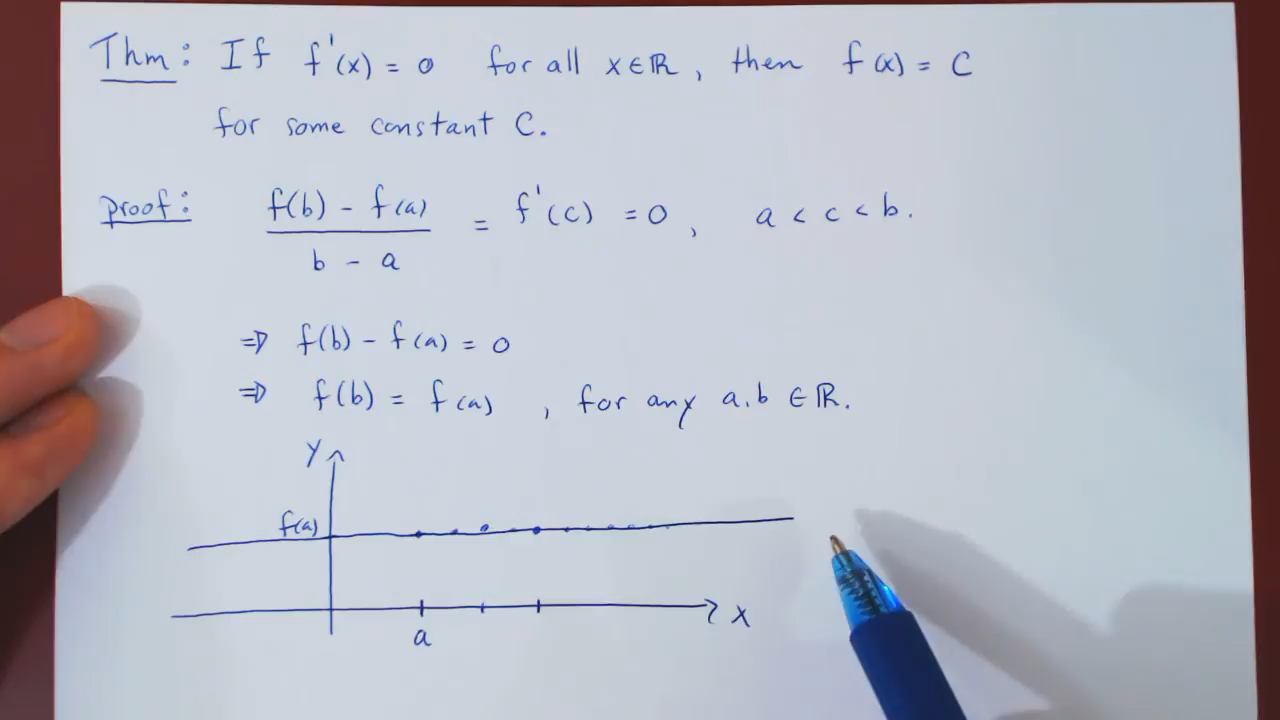 Thm: If f'(x) = 0 for all x∈ℝ, then f(x) = C
for some constant C.
Proof: f(b) - f(a) / b - a = f'(c) = 0, a < c < b.
⇒ f(b) - f(a) = 0
⇒ f(b) = f(a), for any a,b ∈ ℝ.
y
f(a)
x
a